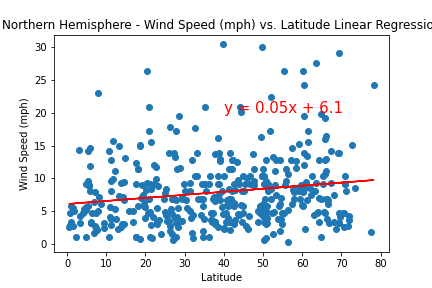 Northern Hemisphere - Wind Speed (mph) vs. Latitude Linear Regressio
30
25
20
15
10
5
0
Wind Speed (mph)
y = 0.05x + 6.1
0 10 20 30 40 50 60 70 80
Latitude